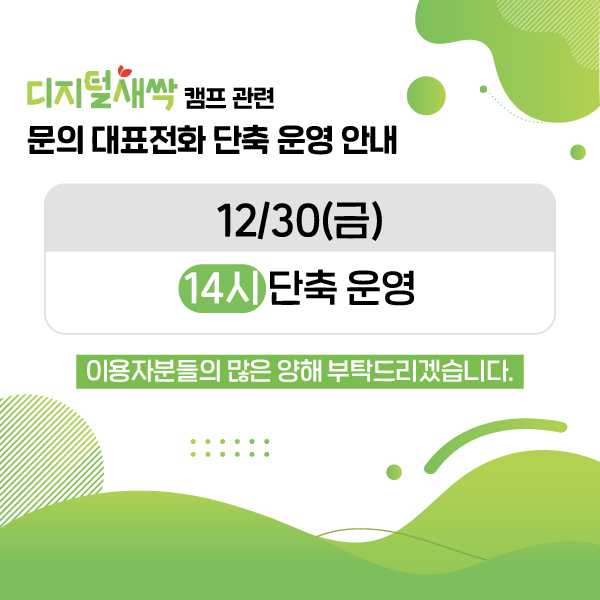 디지털새싹 캠프 관련
문의 대표전화 단축 운영 안내
12/30(금)
14시 단축 운영
이용자분들의 많은 양해 부탁드리겠습니다.